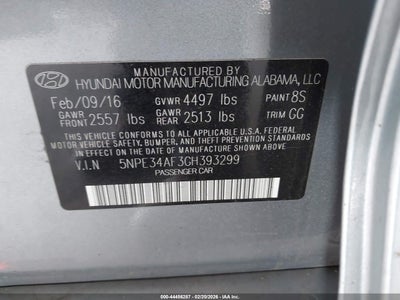 MANUFACTURED BY
HYUNDAI MOTOR MANUFACTURING ALABAMA, LLC
Feb/09/16 GVWR 4497 lbs PAINT 8S
GAWR FRONT 2557 lbs GAWR REAR 2513 lbs TRIM GG
THIS VEHICLE CONFORMS TO ALL APPLICABLE U.S.A. FEDERAL
MOTOR VEHICLE SAFETY, BUMPER, AND THEFT PREVENTION
STANDARDS IN EFFECT ON THE DATE OF MANUFACTURE SHOWN ABOVE.
V.I.N 5NPE34AF3GH393299
PASSENGER CAR
000-44456287 - 02/20/2026 - IAAI.COM